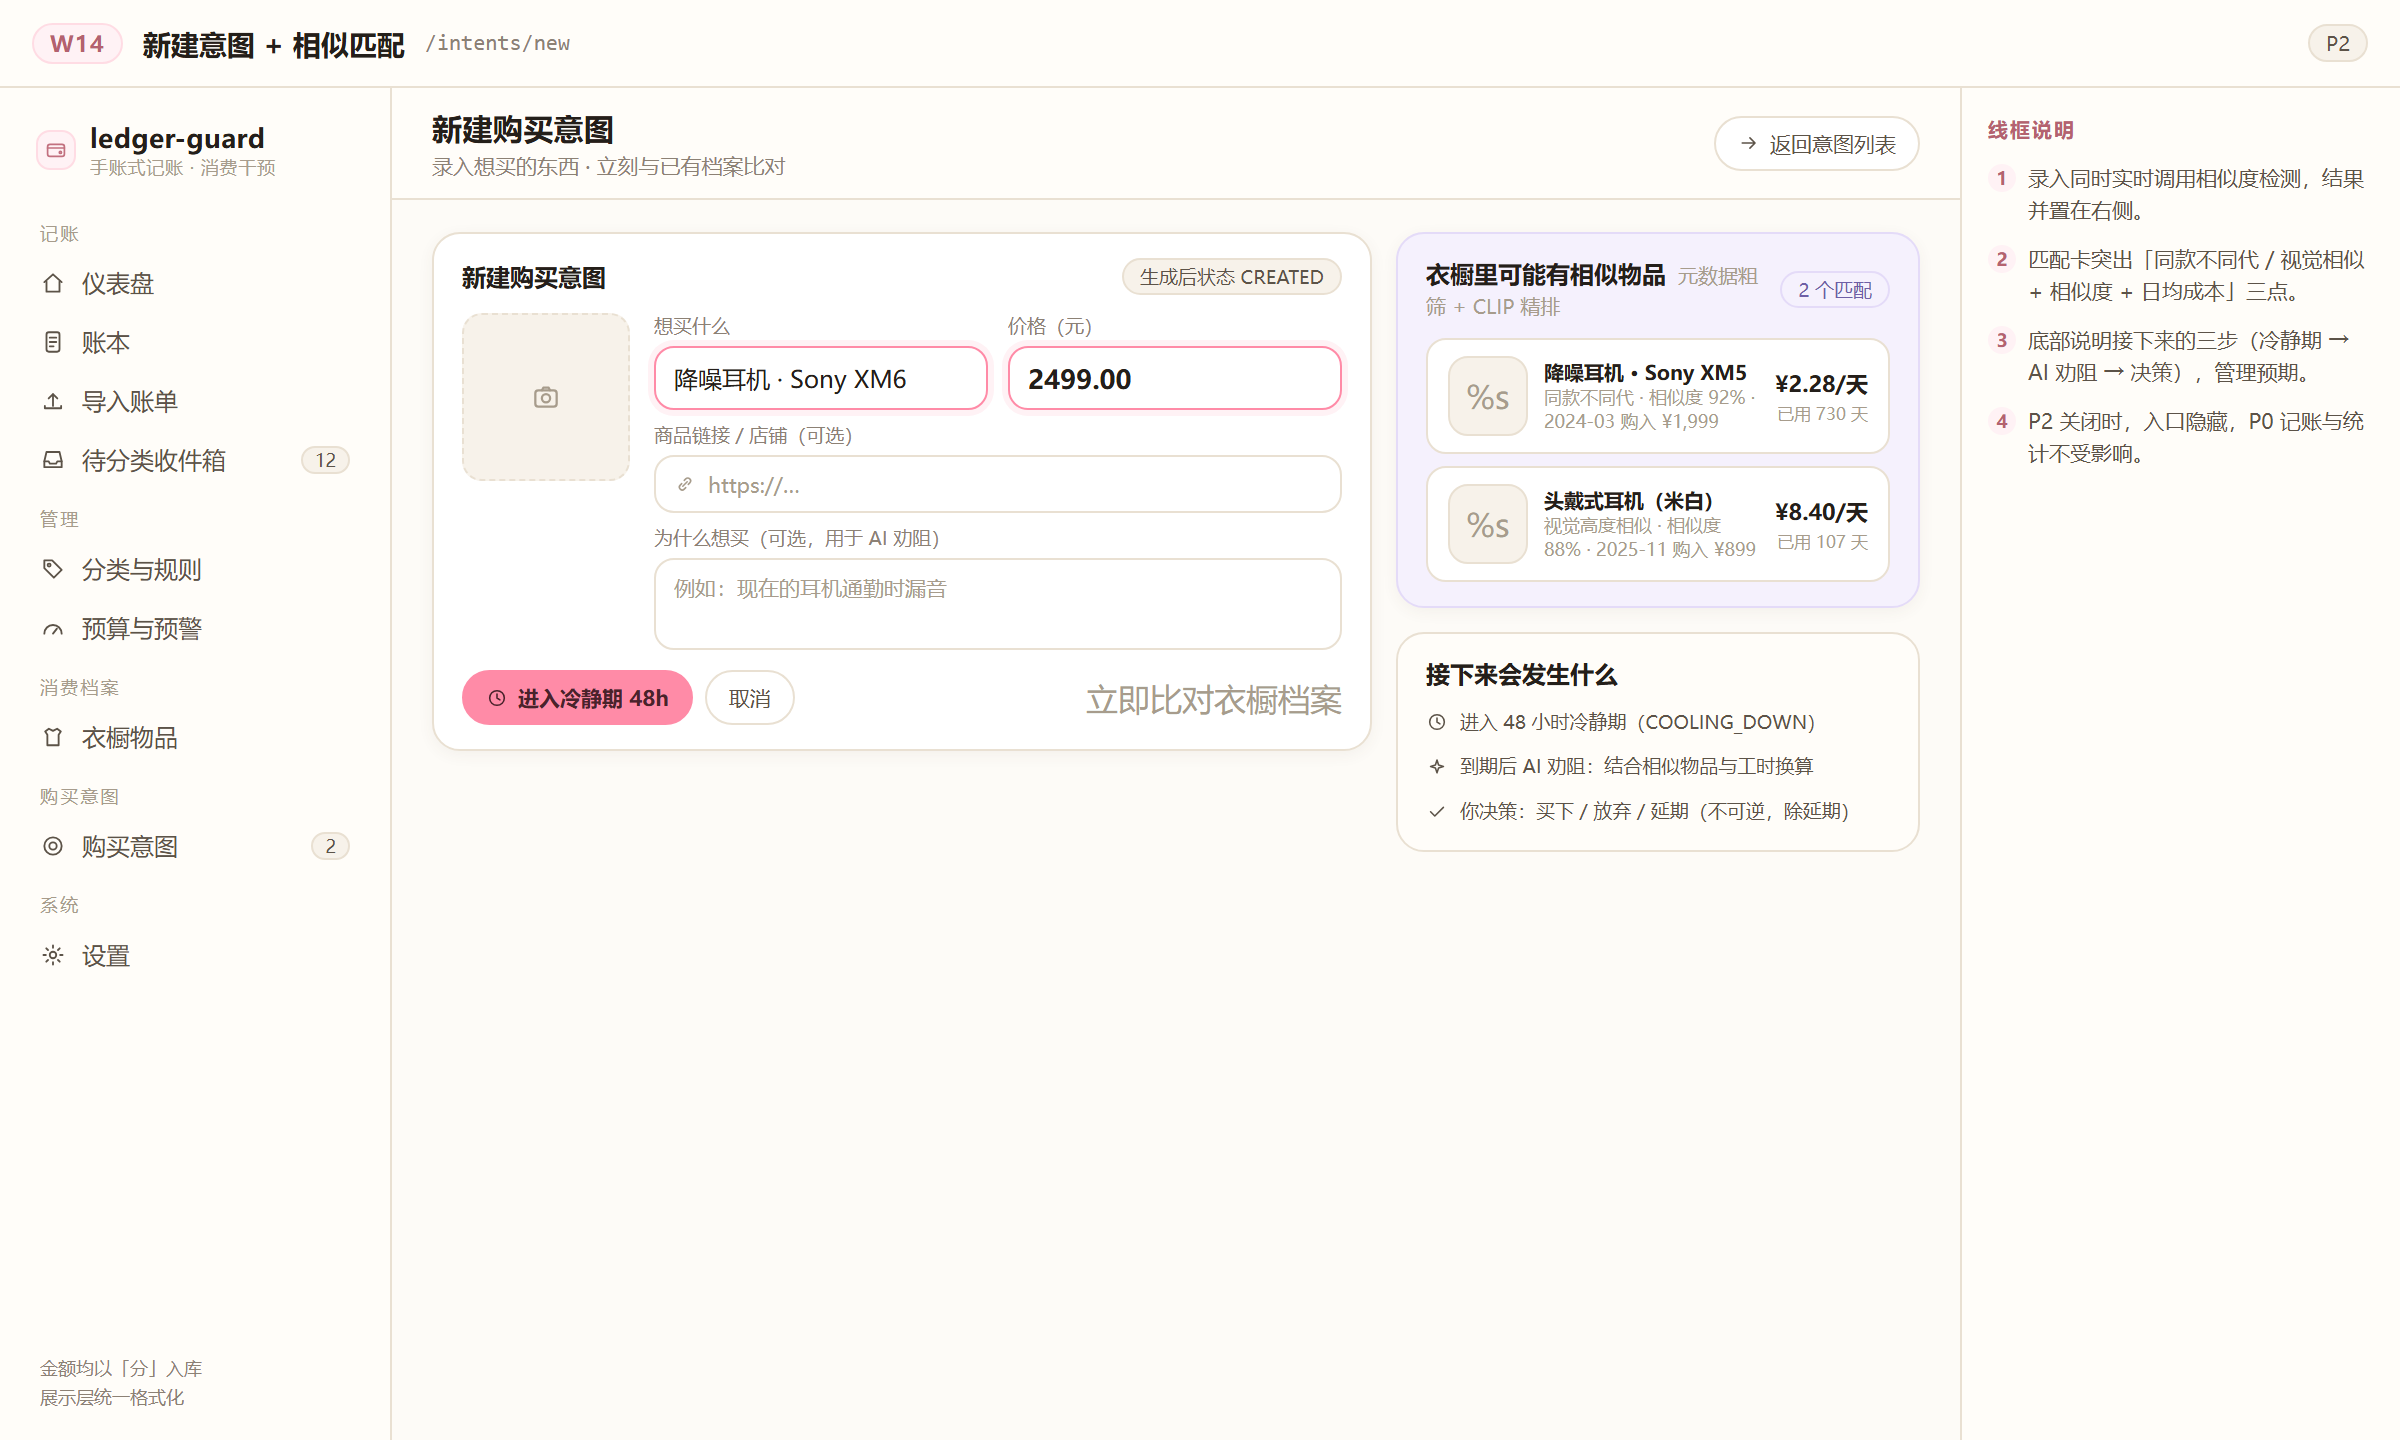 W14 新建意图 + 相似匹配 /intents/new
P2
ledger-guard
手账式记账 · 消费干预
记账
仪表盘
账本
导入账单
待分类收件箱 12
管理
分类与规则
预算与预警
消费档案
衣橱物品
购买意图
购买意图 2
系统
设置
金额均以「分」入库
展示层统一格式化
新建购买意图
录入想买的东西 · 立刻与已有档案比对
→ 返回意图列表
新建购买意图
生成后状态 CREATED
想买什么
降噪耳机 · Sony XM6
价格（元）
2499.00
商品链接 / 店铺（可选）
https://...
为什么想买（可选，用于 AI 劝阻）
例如：现在的耳机通勤时漏音
进入冷静期 48h
取消
立即比对衣橱档案
衣橱里可能有相似物品 元数据粗
筛 + CLIP 精排
2 个匹配
%s
降噪耳机 • Sony XM5
同款不同代 · 相似度 92% ·
2024-03 购入 ¥1,999
¥2.28/天
已用 730 天
%s
头戴式耳机（米白）
视觉高度相似 · 相似度
88% · 2025-11 购入 ¥899
¥8.40/天
已用 107 天
接下来会发生什么
进入 48 小时冷静期（COOLING_DOWN）
到期后 AI 劝阻：结合相似物品与工时换算
你决策：买下 / 放弃 / 延期（不可逆，除延期）
线框说明
1 录入同时实时调用相似度检测，结果
并置在右侧。
2 匹配卡突出「同款不同代 / 视觉相似
+ 相似度 + 日均成本」三点。
3 底部说明接下来的三步（冷静期 →
AI 劝阻 → 决策），管理预期。
4 P2 关闭时，入口隐藏，P0 记账与统
计不受影响。